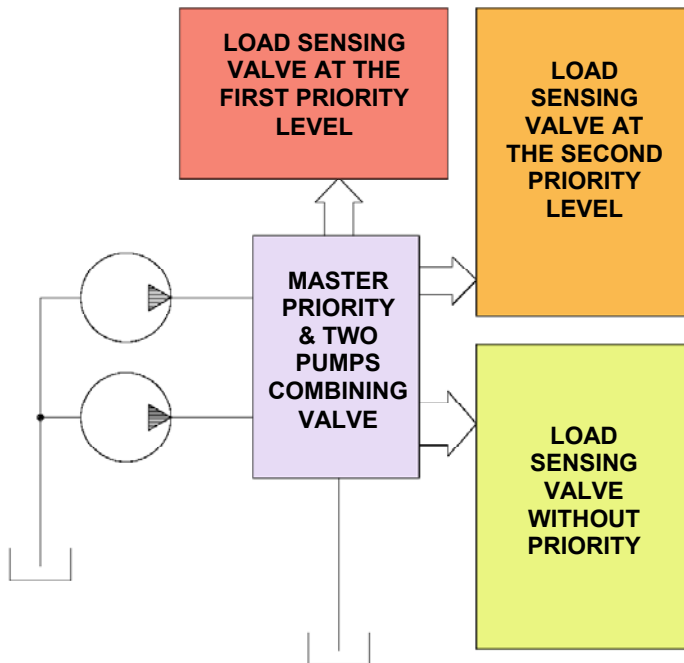 LOAD SENSING
VALVE AT THE
FIRST PRIORITY
LEVEL
LOAD
SENSING
VALVE AT
THE SECOND
PRIORITY
LEVEL
MASTER
PRIORITY
& TWO
PUMPS
COMBINING
VALVE
LOAD
SENSING
VALVE
WITHOUT
PRIORITY